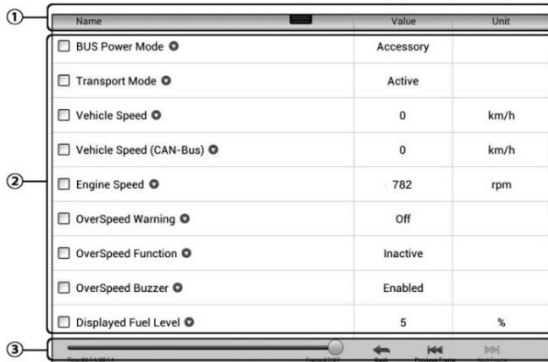 ①
Name Value Unit
②
BUS Power Mode Accessory
Transport Mode Active
Vehicle Speed 0 km/h
Vehicle Speed (CAN-Bus) 0 km/h
Engine Speed 782 rpm
OverSpeed Warning Off
OverSpeed Function Inactive
OverSpeed Buzzer Enabled
Displayed Fuel Level 5 %
③